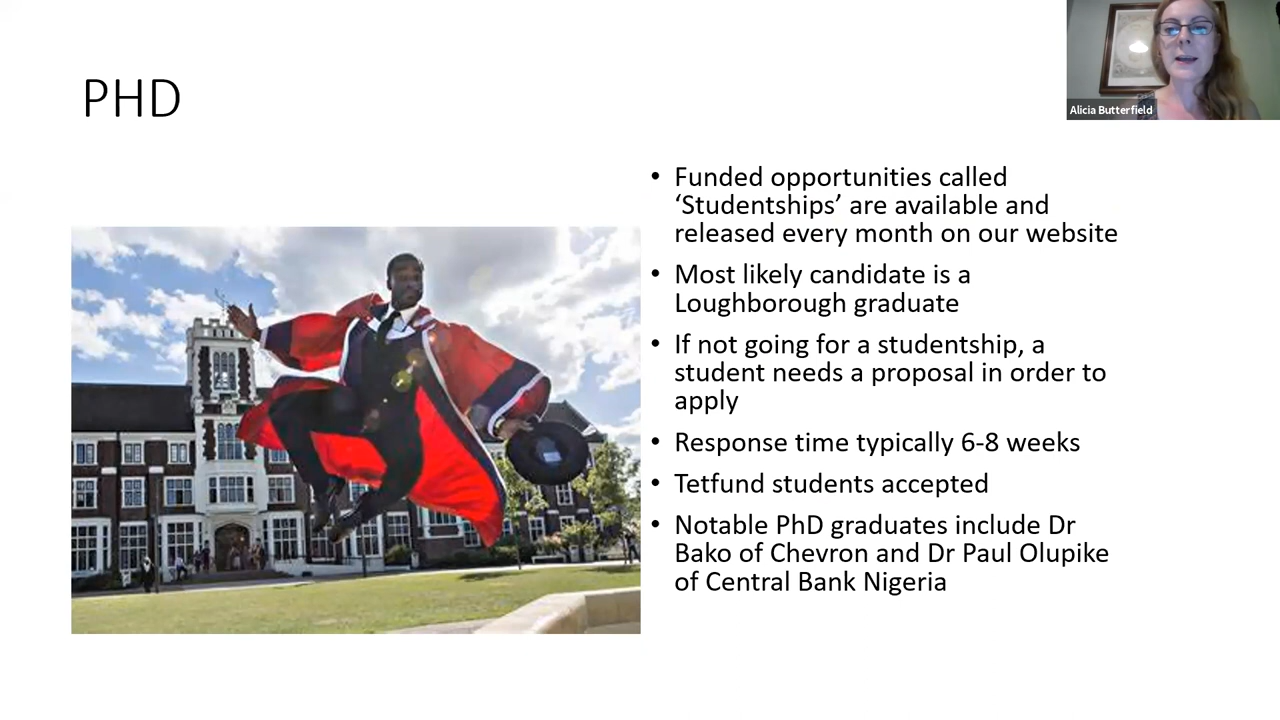 PHD
Alicia Butterfield
• Funded opportunities called
‘Studentships’ are available and
released every month on our website
• Most likely candidate is a
Loughborough graduate
• If not going for a studentship, a
student needs a proposal in order to
apply
• Response time typically 6-8 weeks
• Tetfund students accepted
• Notable PhD graduates include Dr
Bako of Chevron and Dr Paul Olupike
of Central Bank Nigeria